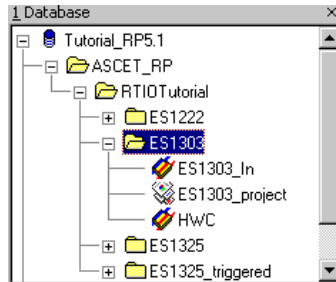 1 Database
Tutorial_RP5.1
ASCET_RP
RTIOTutorial
ES1222
ES1303
ES1303_In
ES1303_project
HWC
ES1325
ES1325_triggered